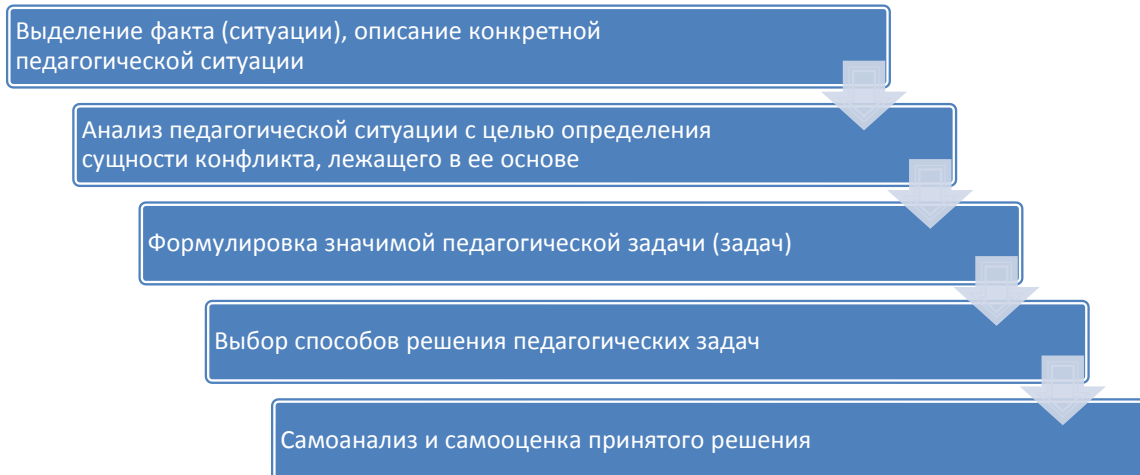 Выделение факта (ситуации), описание конкретной
педагогической ситуации
Анализ педагогической ситуации с целью определения
сущности конфликта, лежащего в ее основе
Формулировка значимой педагогической задачи (задач)
Выбор способов решения педагогических задач
Самоанализ и самооценка принятого решения